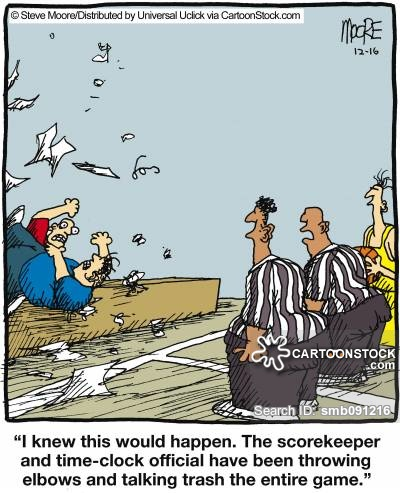 © Steve Moore/Distributed by Universal Uclick via CartoonStock.com
MOORE
12-16
CARTOONSTOCK
.com
Search ID: smb091216
“I knew this would happen. The scorekeeper
and time-clock official have been throwing
elbows and talking trash the entire game.”